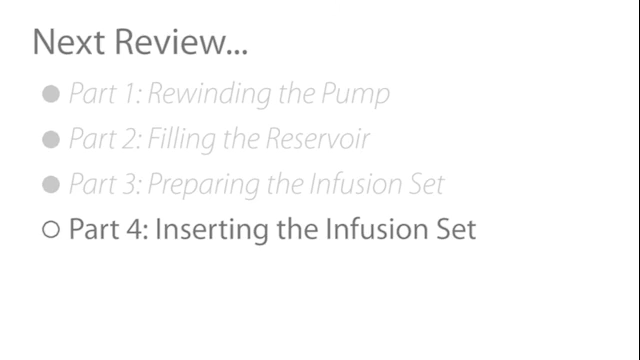 Next Review...
Part 1: Rewinding the Pump
Part 2: Filling the Reservoir
Part 3: Preparing the Infusion Set
Part 4: Inserting the Infusion Set